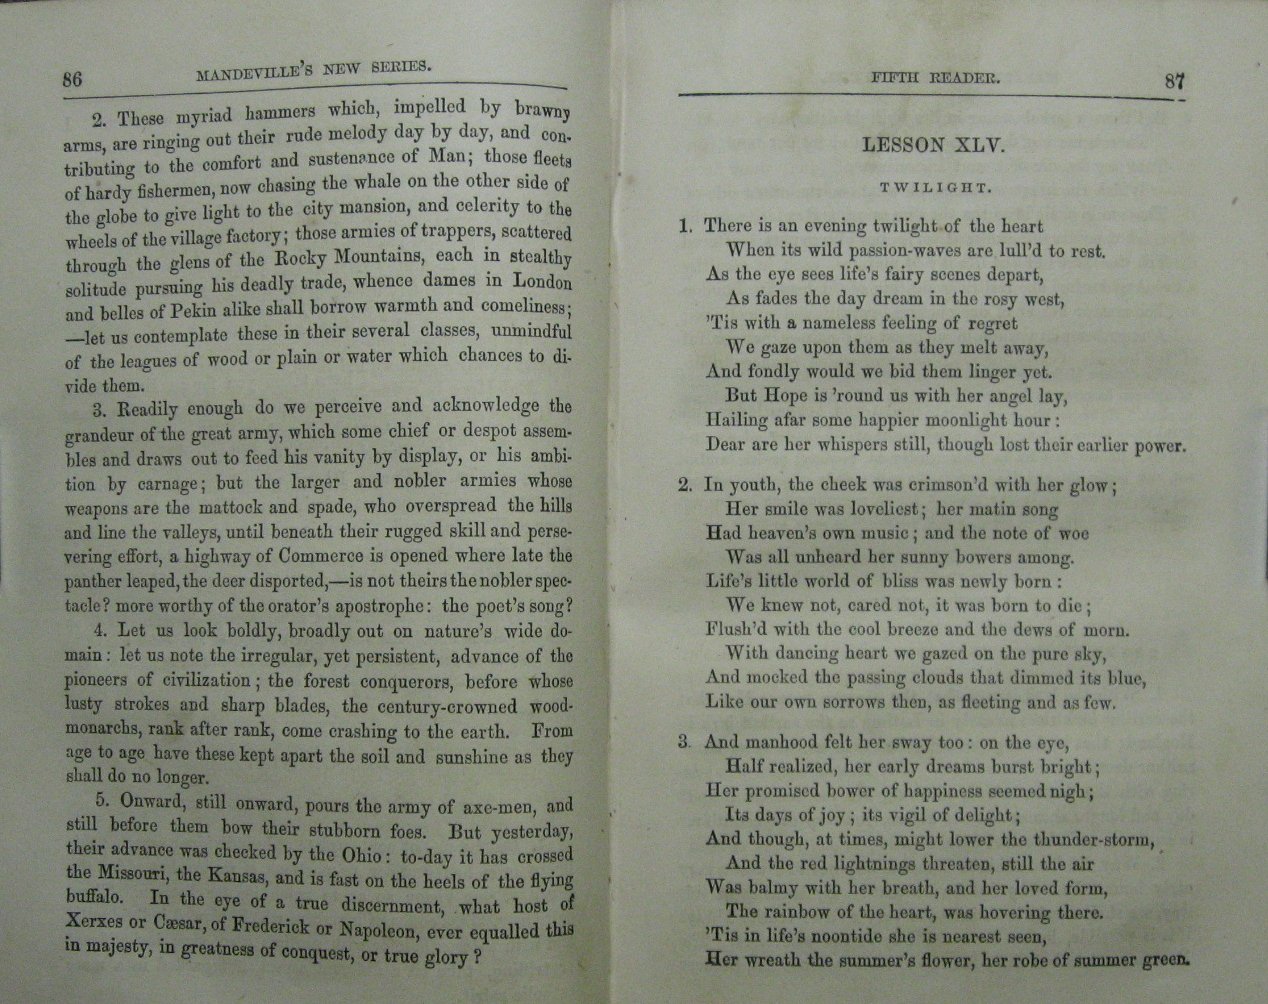 86 MANDEVILLE'S NEW SERIES.
2. These myriad hammers which, impelled by brawny
arms, are ringing out their rude melody day by day, and con-
tributing to the comfort and sustenance of Man; those fleets
of hardy fishermen, now chasing the whale on the other side of
the globe to give light to the city mansion, and celerity to the
wheels of the village factory; those armies of trappers, scattered
through the glens of the Rocky Mountains, each in stealthy
solitude pursuing his deadly trade, whence dames in London
and belles of Pekin alike shall borrow warmth and comeliness;
—let us contemplate these in their several classes, unmindful
of the leagues of wood or plain or water which chances to di-
vide them.
3. Readily enough do we perceive and acknowledge the
grandeur of the great army, which some chief or despot assem-
bles and draws out to feed his vanity by display, or his ambi-
tion by carnage; but the larger and nobler armies whose
weapons are the mattock and spade, who overspread the hills
and line the valleys, until beneath their rugged skill and perse-
vering effort, a highway of Commerce is opened where late the
panther leaped, the deer disported,—is not theirs the nobler spec-
tacle? more worthy of the orator's apostrophe: the poet's song?
4. Let us look boldly, broadly out on nature's wide do-
main: let us note the irregular, yet persistent, advance of the
pioneers of civilization; the forest conquerors, before whose
lusty strokes and sharp blades, the century-crowned wood-
monarchs, rank after rank, come crashing to the earth. From
age to age have these kept apart the soil and sunshine as they
shall do no longer.
5. Onward, still onward, pours the army of axe-men, and
still before them bow their stubborn foes. But yesterday,
their advance was checked by the Ohio: to-day it has crossed
the Missouri, the Kansas, and is fast on the heels of the flying
buffalo. In the eye of a true discernment, what host of
Xerxes or Cæsar, of Frederick or Napoleon, ever equalled this
in majesty, in greatness of conquest, or true glory?
FIFTH READER. 87
LESSON XLV.
TWILIGHT.
1. There is an evening twilight of the heart
When its wild passion-waves are lull'd to rest.
As the eye sees life's fairy scenes depart,
As fades the day dream in the rosy west,
'Tis with a nameless feeling of regret
We gaze upon them as they melt away,
And fondly would we bid them linger yet.
But Hope is 'round us with her angel lay,
Hailing afar some happier moonlight hour:
Dear are her whispers still, though lost their earlier power.
2. In youth, the cheek was crimson'd with her glow;
Her smile was loveliest; her matin song
Had heaven's own music; and the note of woe
Was all unheard her sunny bowers among.
Life's little world of bliss was newly born:
We knew not, cared not, it was born to die;
Flush'd with the cool breeze and the dews of morn.
With dancing heart we gazed on the pure sky,
And mocked the passing clouds that dimmed its blue,
Like our own sorrows then, as fleeting and as few.
3. And manhood felt her sway too: on the eye,
Half realized, her early dreams burst bright;
Her promised bower of happiness seemed nigh;
Its days of joy; its vigil of delight;
And though, at times, might lower the thunder-storm,
And the red lightnings threaten, still the air
Was balmy with her breath, and her loved form,
The rainbow of the heart, was hovering there.
'Tis in life's noontide she is nearest seen,
Her wreath the summer's flower, her robe of summer green.